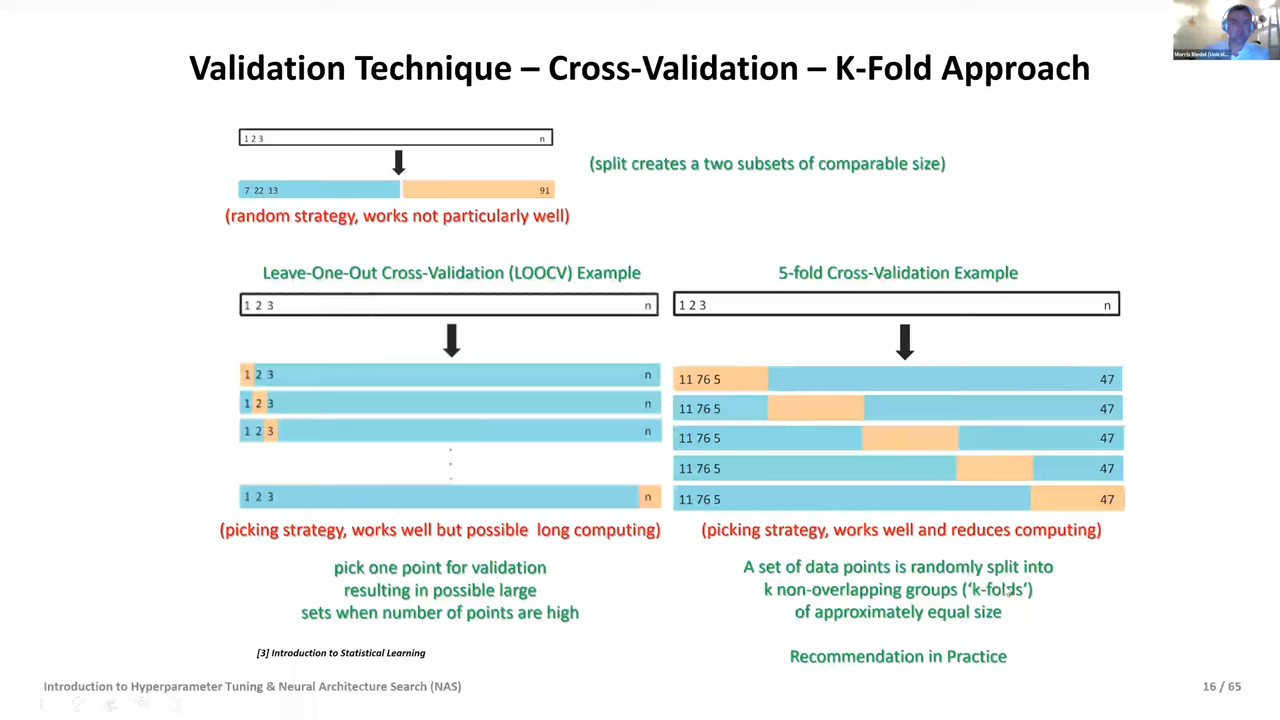 Morris Riedel (UoIcel...
Validation Technique – Cross-Validation – K-Fold Approach
1 2 3 n
(split creates a two subsets of comparable size)
7 22 13 91
(random strategy, works not particularly well)
Leave-One-Out Cross-Validation (LOOCV) Example
1 2 3 n
1 2 3 n
1 2 3 n
1 2 3 n
1 2 3 n
(picking strategy, works well but possible long computing)
pick one point for validation
resulting in possible large
sets when number of points are high
[3] Introduction to Statistical Learning
5-fold Cross-Validation Example
1 2 3 n
11 76 5 47
11 76 5 47
11 76 5 47
11 76 5 47
11 76 5 47
(picking strategy, works well and reduces computing)
A set of data points is randomly split into
k non-overlapping groups (‘k-folds‘)
of approximately equal size
Recommendation in Practice
Introduction to Hyperparameter Tuning & Neural Architecture Search (NAS)
16 / 65